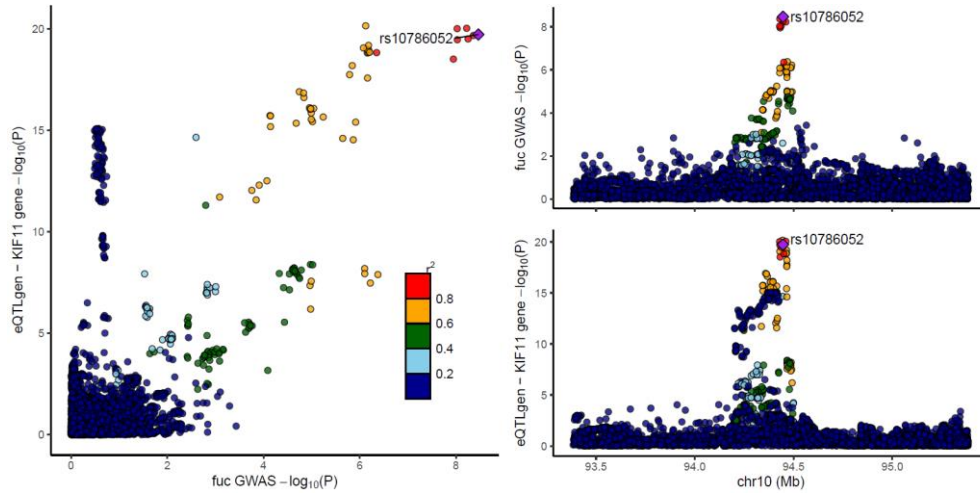 20
15
10
5
0
eQTLgen − KIF11 gene −log10(P)
rs10786052
r2
0.8
0.6
0.4
0.2
0 2 4 6 8
fuc GWAS −log10(P)
8
6
4
2
0
fuc GWAS −log10(P)
rs10786052
20
15
10
5
0
eQTLgen − KIF11 gene −log10(P)
rs10786052
93.5 94.0 94.5 95.0
chr10 (Mb)